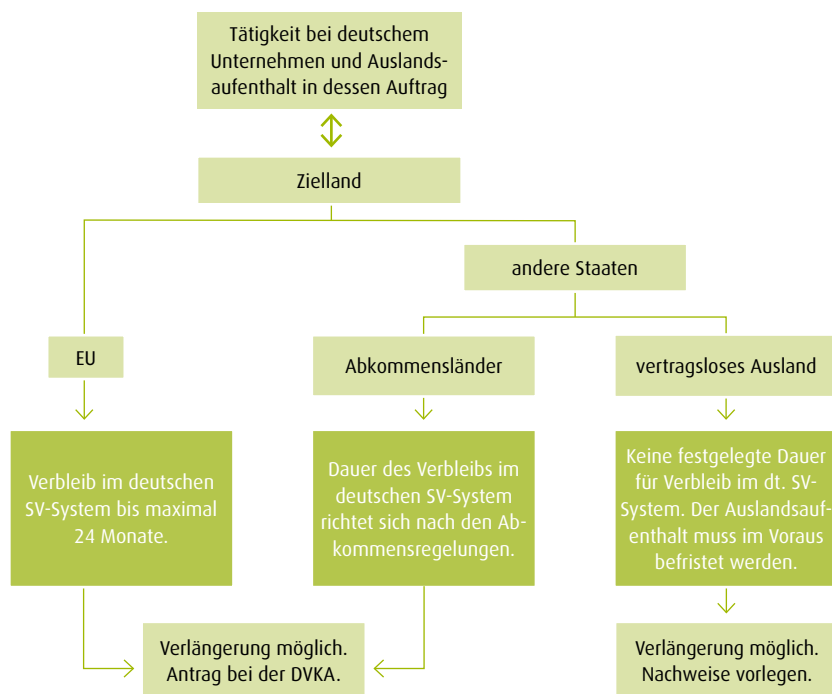 Tätigkeit bei deutschem
Unternehmen und Auslands-
aufenthalt in dessen Auftrag
Zielland
andere Staaten
EU
Abkommensländer
vertragsloses Ausland
Verbleib im deutschen
SV-System bis maximal
24 Monate.
Dauer des Verbleibs im
deutschen SV-System
richtet sich nach den Ab-
kommensregelungen.
Keine festgelegte Dauer
für Verbleib im dt. SV-
System. Der Auslandsauf-
enthalt muss im Voraus
befristet werden.
Verlängerung möglich.
Antrag bei der DVKA.
Verlängerung möglich.
Nachweise vorlegen.